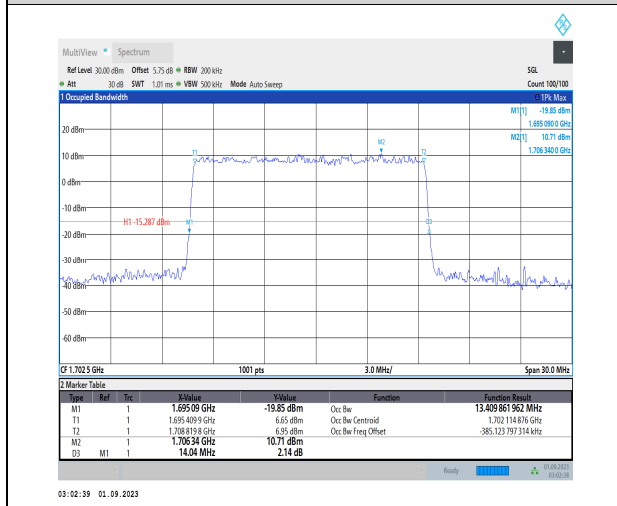 MultiView Spectrum
Ref Level 30.00 dBm Offset 5.75 dB RBW 200 kHz SGL
Att 30 dB SWT 1.01 ms VBW 500 kHz Mode Auto Sweep Count 100/100
1 Occupied Bandwidth 1Pk Max
M1[1] -19.85 dBm
1.695 090 0 GHz
M2[1] 10.71 dBm
1.706 340 0 GHz
20 dBm
M2
T1 T2
10 dBm
0 dBm
-10 dBm
H1 -15.287 dBm M1 D3
-20 dBm
-30 dBm
-40 dBm
-50 dBm
-60 dBm
CF 1.702 5 GHz 1001 pts 3.0 MHz/ Span 30.0 MHz
2 Marker Table
Type Ref Trc X-Value Y-Value Function Function Result
M1 1 1.695 09 GHz -19.85 dBm Occ Bw 13.409 861 962 MHz
T1 1 1.695 409 9 GHz 6.65 dBm Occ Bw Centroid 1.702 114 876 GHz
T2 1 1.708 819 8 GHz 6.95 dBm Occ Bw Freq Offset -385.123 797 314 kHz
M2 1 1.706 34 GHz 10.71 dBm
D3 M1 1 14.04 MHz 2.14 dB
Ready 01.09.2023
03:02:38
03:02:39 01.09.2023